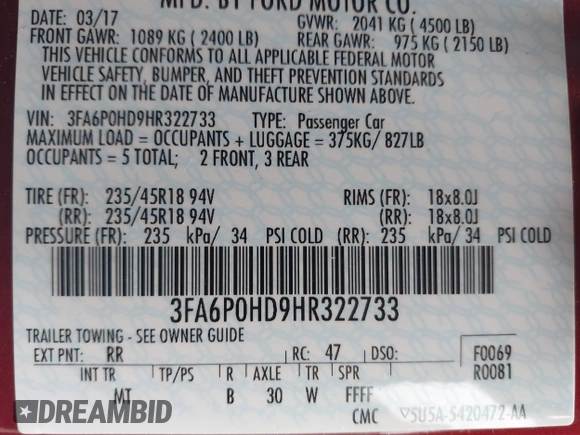 MFD. BY FORD MOTOR CO.
DATE: 03/17 GVWR: 2041 KG (4500 LB)
FRONT GAWR: 1089 KG (2400 LB) REAR GAWR: 975 KG (2150 LB)
THIS VEHICLE CONFORMS TO ALL APPLICABLE FEDERAL MOTOR
VEHICLE SAFETY, BUMPER, AND THEFT PREVENTION STANDARDS
IN EFFECT ON THE DATE OF MANUFACTURE SHOWN ABOVE.
VIN: 3FA6P0HD9HR322733 TYPE: Passenger Car
MAXIMUM LOAD = OCCUPANTS + LUGGAGE = 375KG/ 827LB
OCCUPANTS = 5 TOTAL; 2 FRONT, 3 REAR
TIRE (FR): 235/45R18 94V RIMS (FR): 18x8.0J
(RR): 235/45R18 94V (RR): 18x8.0J
PRESSURE (FR): 235 kPa/ 34 PSI COLD (RR): 235 kPa/ 34 PSI COLD
3FA6P0HD9HR322733
TRAILER TOWING - SEE OWNER GUIDE
EXT PNT: RR RC: 47 DSO: F0069
INT TR TP/PS R AXLE TR SPR R0081
MT B 30 W FFFF
CMC ▽5U5A-5420472-AA
DREAMBID